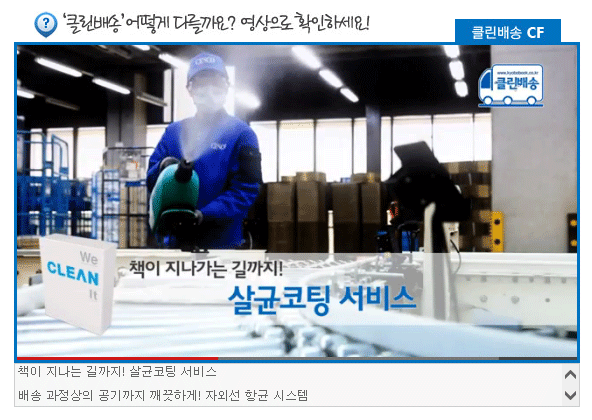 ? '클린배송' 어떻게 다를까요? 영상으로 확인하세요!
클린배송 CF
클린배송
We
CLEAN
It
책이 지나가는 길까지!
살균코팅 서비스
책이 지나는 길까지! 살균코팅 서비스
배송 과정상의 공기까지 깨끗하게! 자외선 항균 시스템